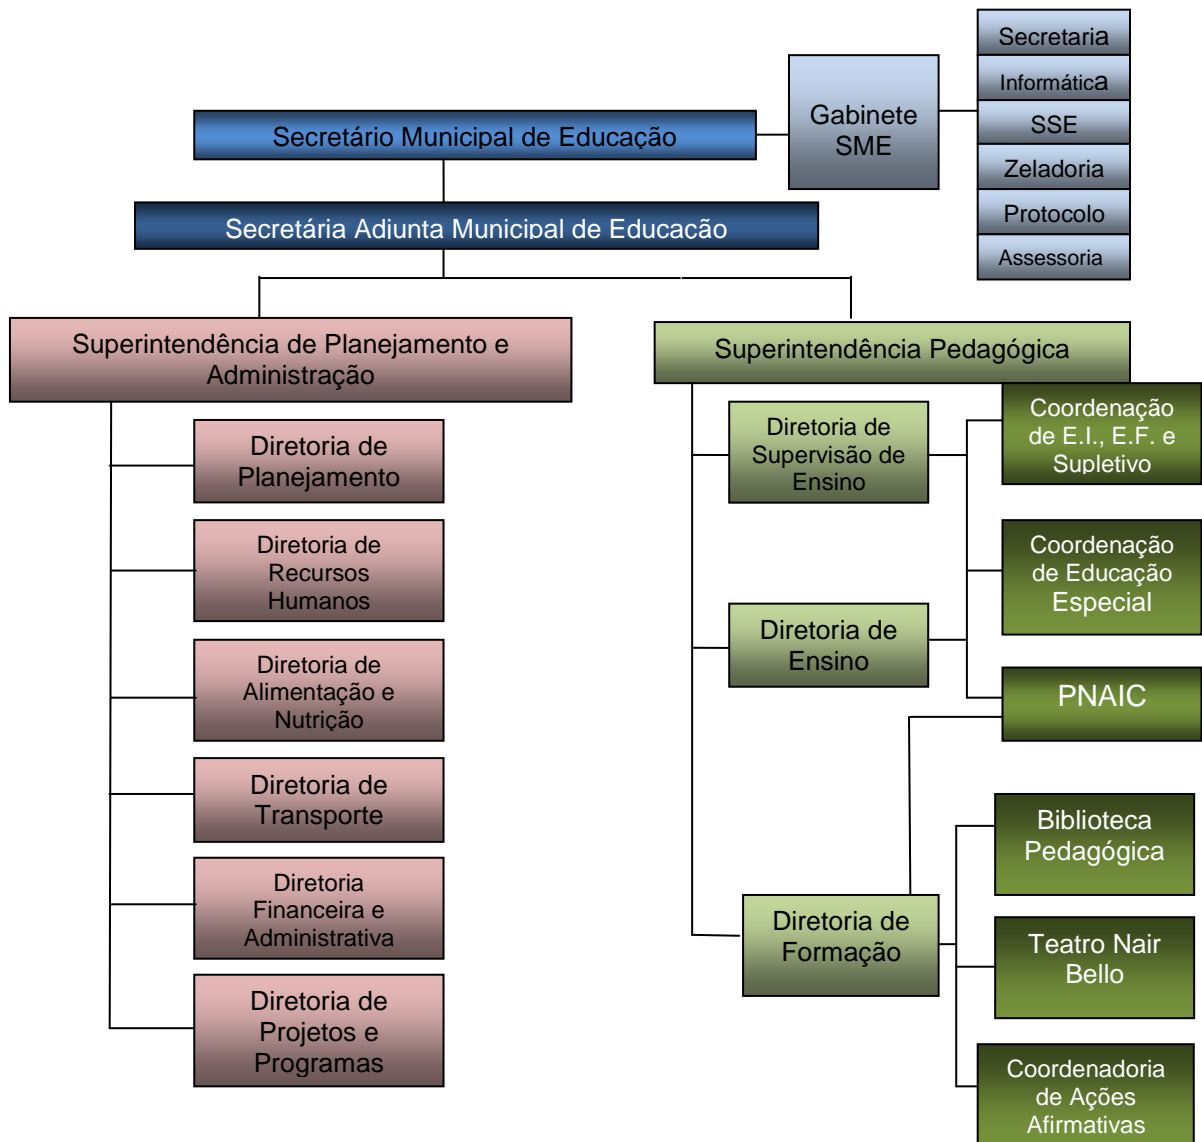 Secretaria
Informática
SSE
Zeladoria
Protocolo
Assessoria
Gabinete
SME
Secretário Municipal de Educação
Secretária Adjunta Municipal de Educação
Superintendência de Planejamento e
Administração
Diretoria de
Planejamento
Diretoria de
Recursos
Humanos
Diretoria de
Alimentação e
Nutrição
Diretoria de
Transporte
Diretoria
Financeira e
Administrativa
Diretoria de
Projetos e
Programas
Superintendência Pedagógica
Diretoria de
Supervisão de
Ensino
Diretoria de
Ensino
Diretoria de
Formação
Coordenação
de E.I., E.F. e
Supletivo
Coordenação
de Educação
Especial
PNAIC
Biblioteca
Pedagógica
Teatro Nair
Bello
Coordenadoria
de Ações
Afirmativas